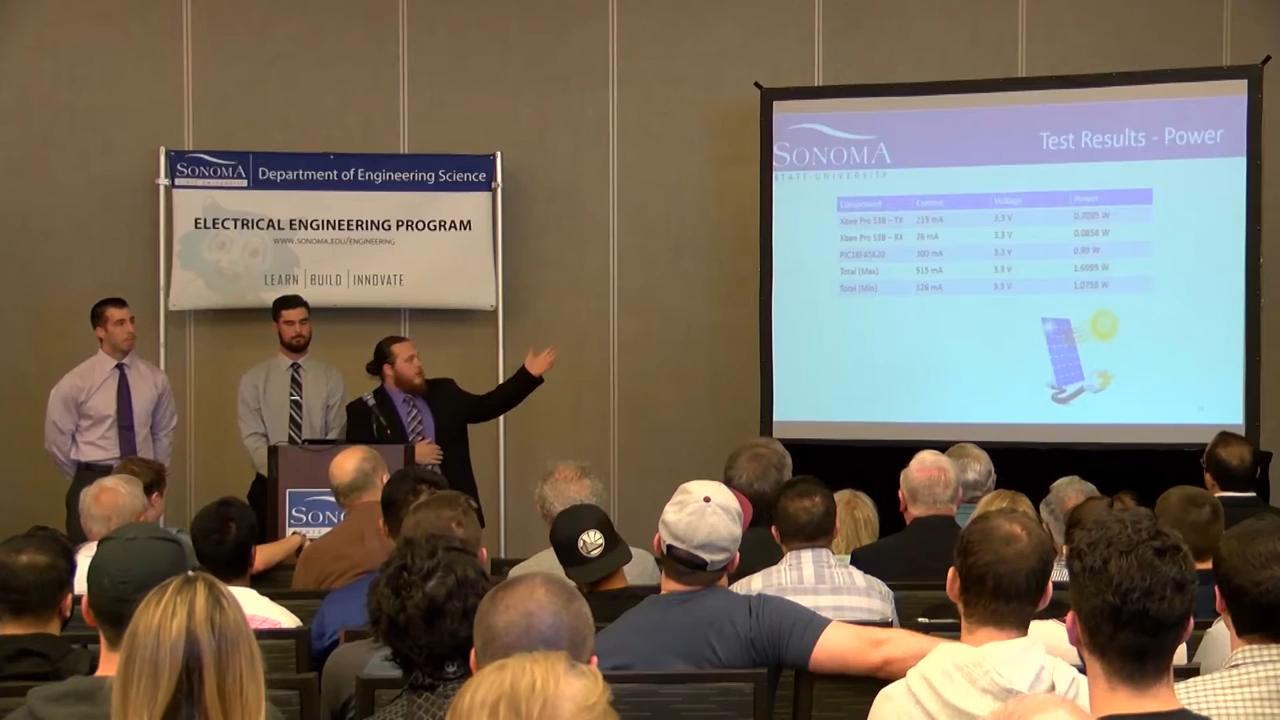 SONOMA
STATE UNIVERSITY
Department of Engineering Science
ELECTRICAL ENGINEERING PROGRAM
WWW.SONOMA.EDU/ENGINEERING
LEARN | BUILD | INNOVATE
SONOMA
STATE UNIVERSITY
Test Results - Power
Component Current Voltage Power
Xbee Pro S3B – TX 215 mA 3.3 V 0.7095 W
Xbee Pro S3B – RX 26 mA 3.3 V 0.0858 W
300 mA 3.3 V 0.99 W
Total (Max) 515 mA 3.3 V 1.6995 W
Total (Min) 326 mA 3.3 V 1.0758 W
SON